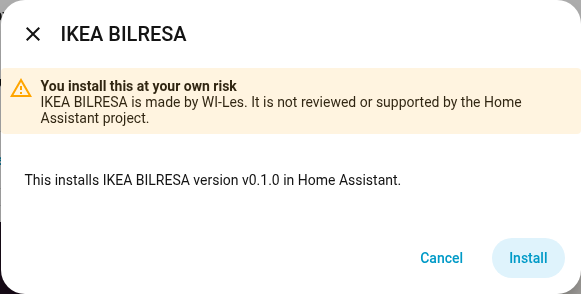 IKEA BILRESA
You install this at your own risk
IKEA BILRESA is made by WI-Les. It is not reviewed or supported by the Home
Assistant project.
This installs IKEA BILRESA version v0.1.0 in Home Assistant.
Cancel
Install